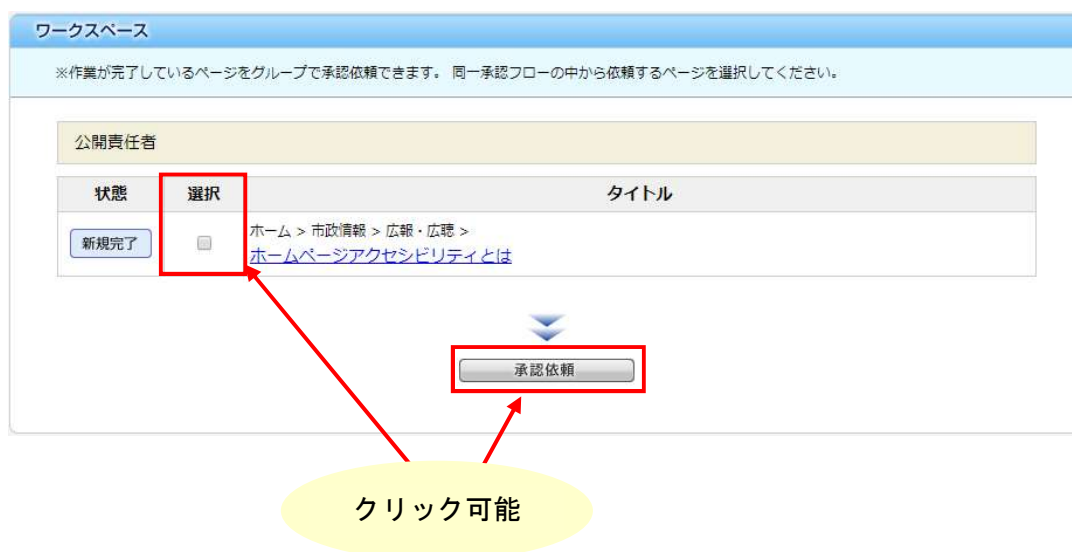 ワークスペース
※作業が完了しているページをグループで承認依頼できます。 同一承認フローの中から依頼するページを選択してください。
公開責任者
状態 選択 タイトル
新規完了 ホーム > 市政情報 > 広報・広聴 >
ホームページアクセシビリティとは
承認依頼
クリック可能